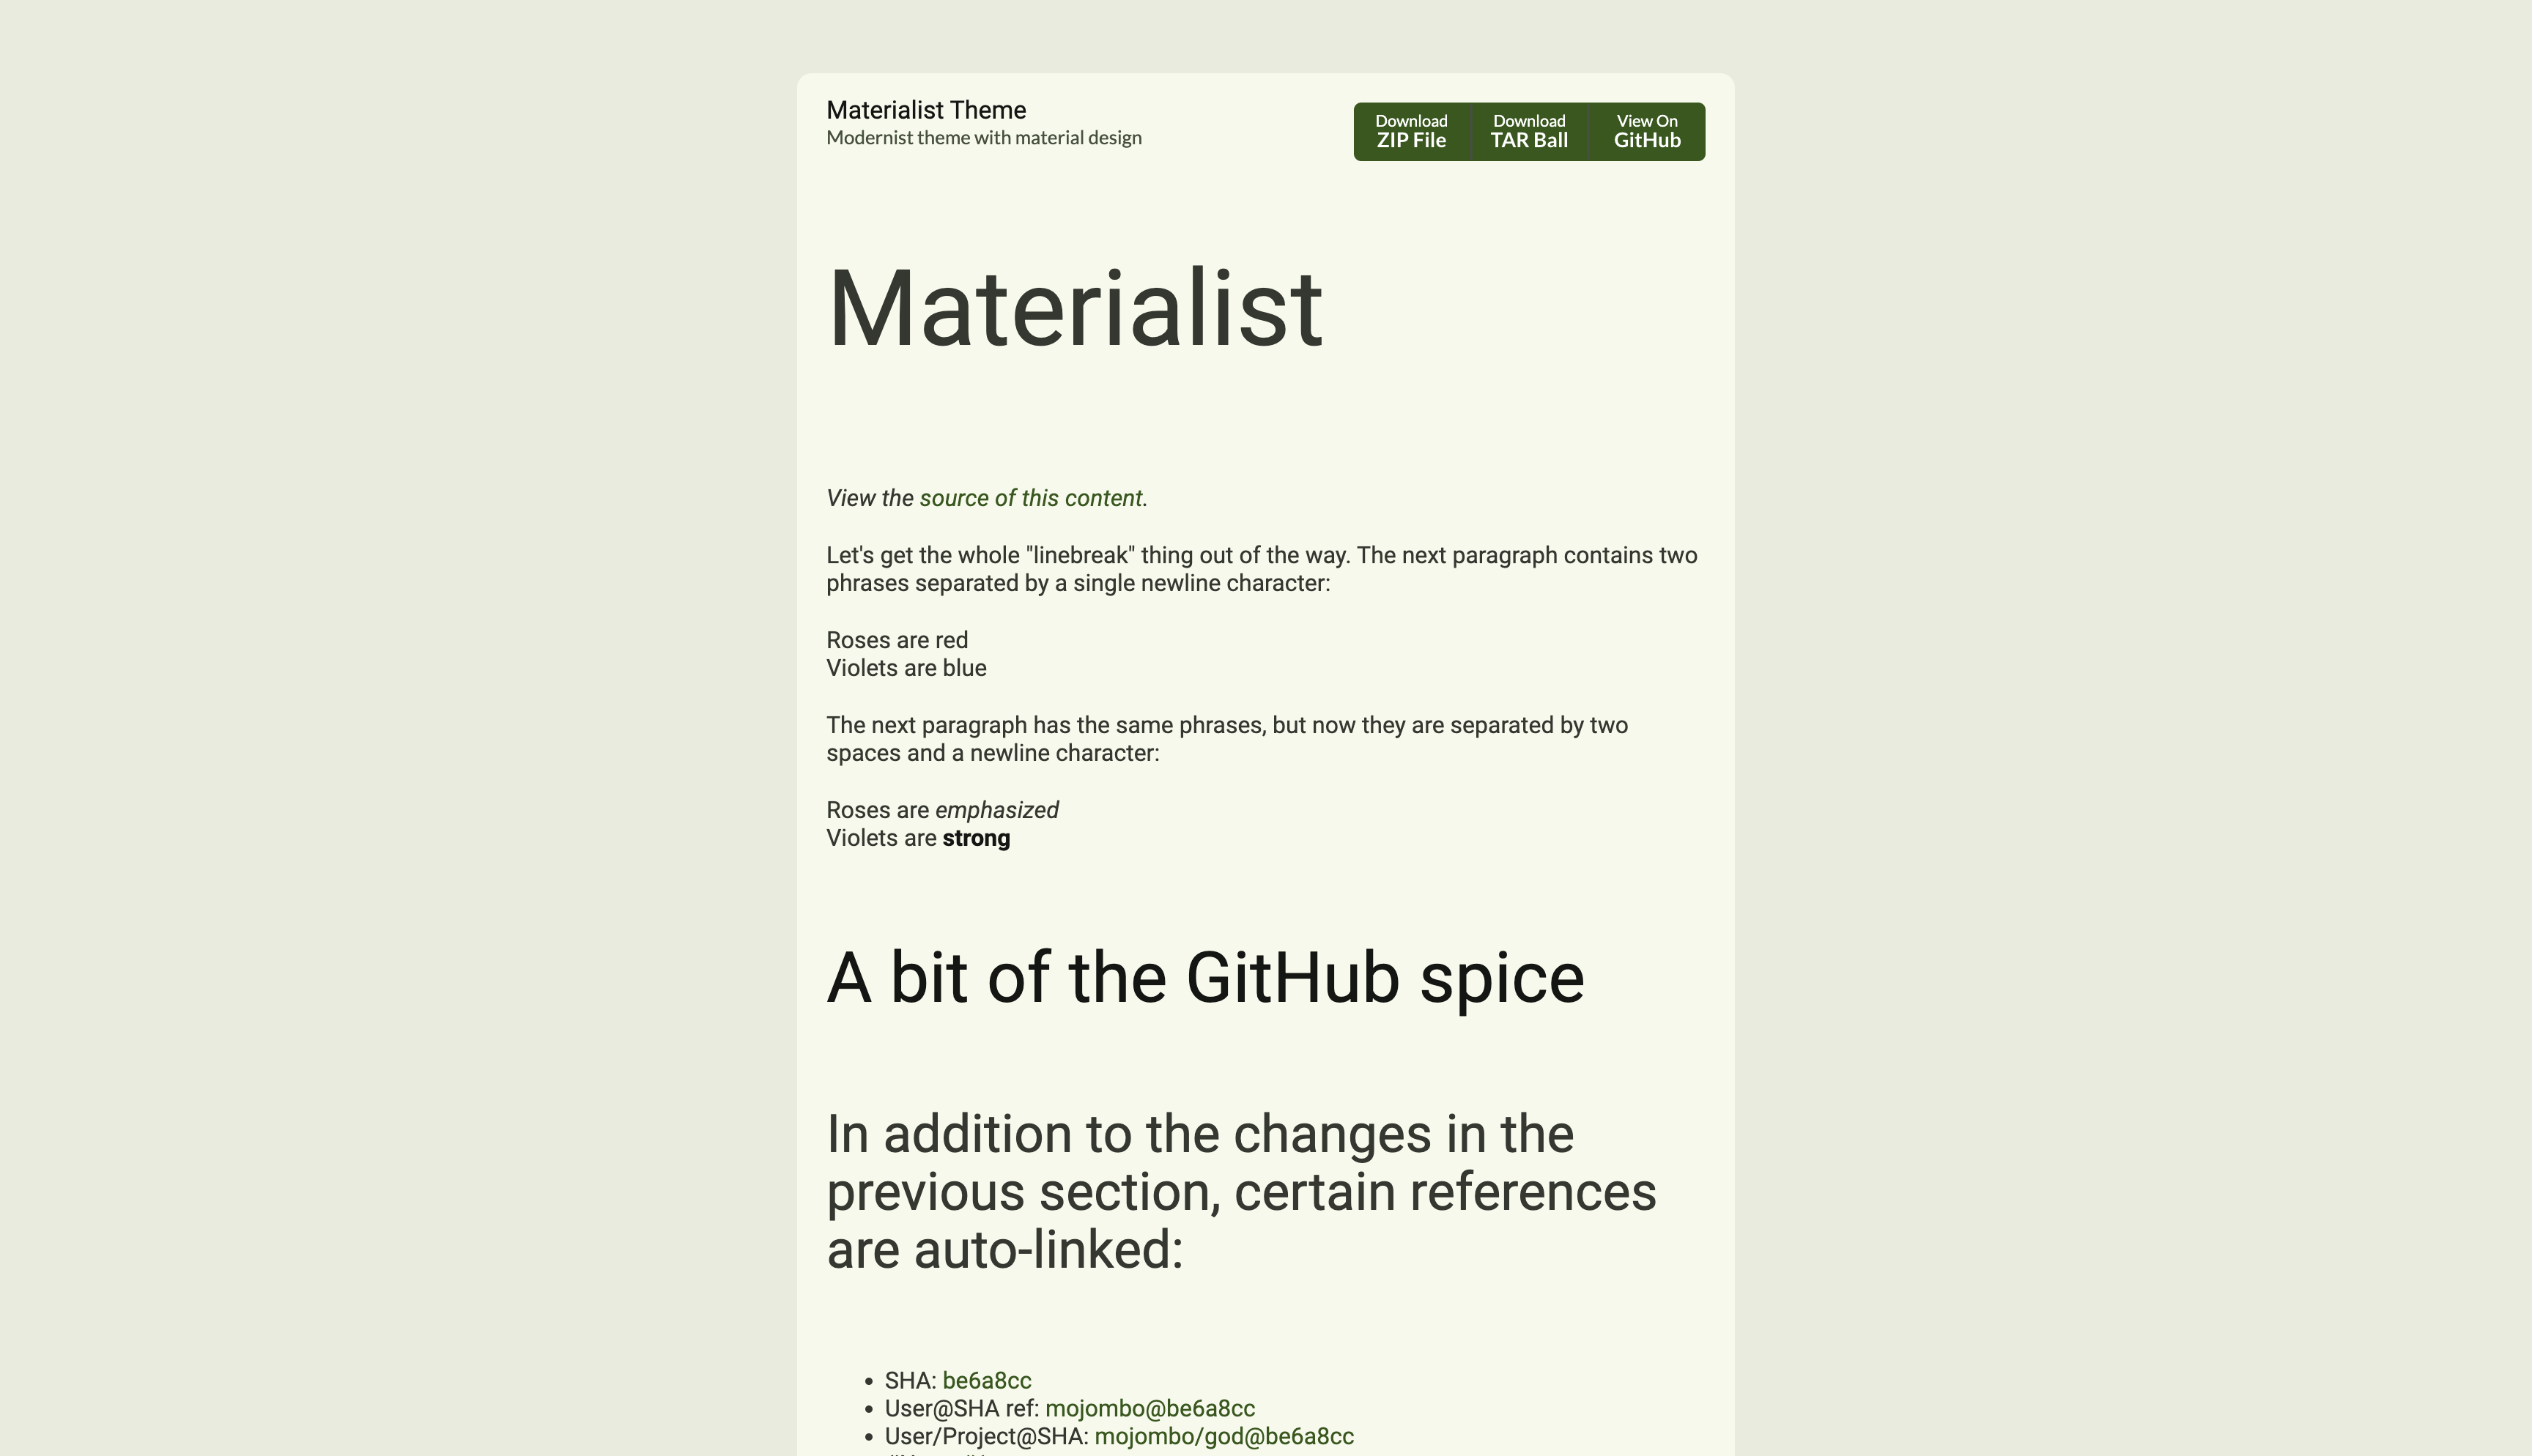 Materialist Theme
Modernist theme with material design
Download
ZIP File
Download
TAR Ball
View On
GitHub
Materialist
View the source of this content.
Let's get the whole "linebreak" thing out of the way. The next paragraph contains two
phrases separated by a single newline character:
Roses are red
Violets are blue
The next paragraph has the same phrases, but now they are separated by two
spaces and a newline character:
Roses are emphasized
Violets are strong
A bit of the GitHub spice
In addition to the changes in the
previous section, certain references
are auto-linked:
• SHA: be6a8cc
• User@SHA ref: mojombo@be6a8cc
• User/Project@SHA: mojombo/god@be6a8cc